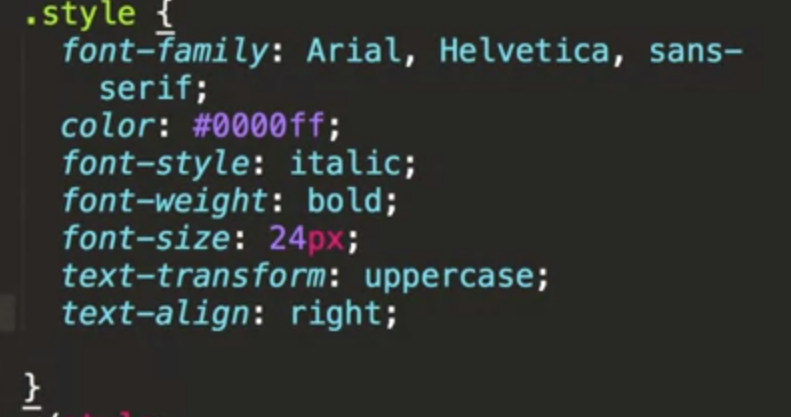 .style {
font-family: Arial, Helvetica, sans-
serif;
color: #0000ff;
font-style: italic;
font-weight: bold;
font-size: 24px;
text-transform: uppercase;
text-align: right;
}